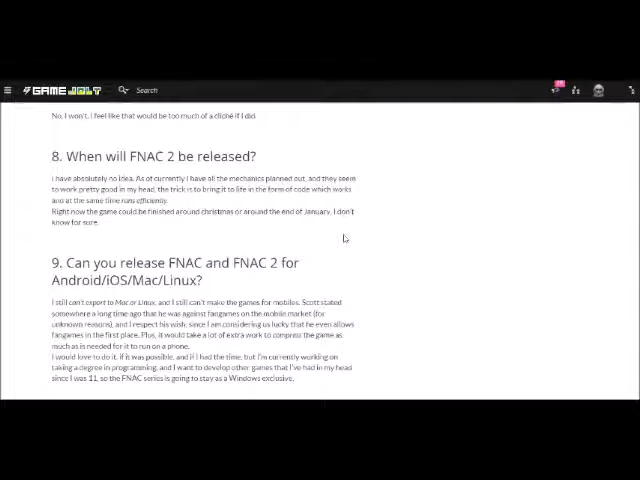 GAME JOLT
Search
No, I won't. I feel like that would be too much of a cliché if I did.
8. When will FNAC 2 be released?
I have absolutely no idea. As of currently I have all the mechanics planned out, and they seem
to work pretty good in my head, the trick is to bring it to life in the form of code which works
and at the same time runs efficiently.
Right now the game could be finished around christmas or around the end of January, I don't
know for sure.
9. Can you release FNAC and FNAC 2 for
Android/iOS/Mac/Linux?
I still can't export to Mac or Linux, and I still can't make the games for mobiles. Scott stated
somewhere a long time ago that he was against fangames on the mobile market (for
unknown reasons), and I respect his wish, since I am considering us lucky that he even allows
fangames in the first place. Plus, it would take a lot of extra work to compress the game as
much as is needed for it to run on a phone.
I would love to do it, if it was possible, and if I had the time, but I'm currently working on
taking a degree in programming, and I want to develop other games that I've had in my head
since I was 11, so the FNAC series is going to stay as a Windows exclusive.